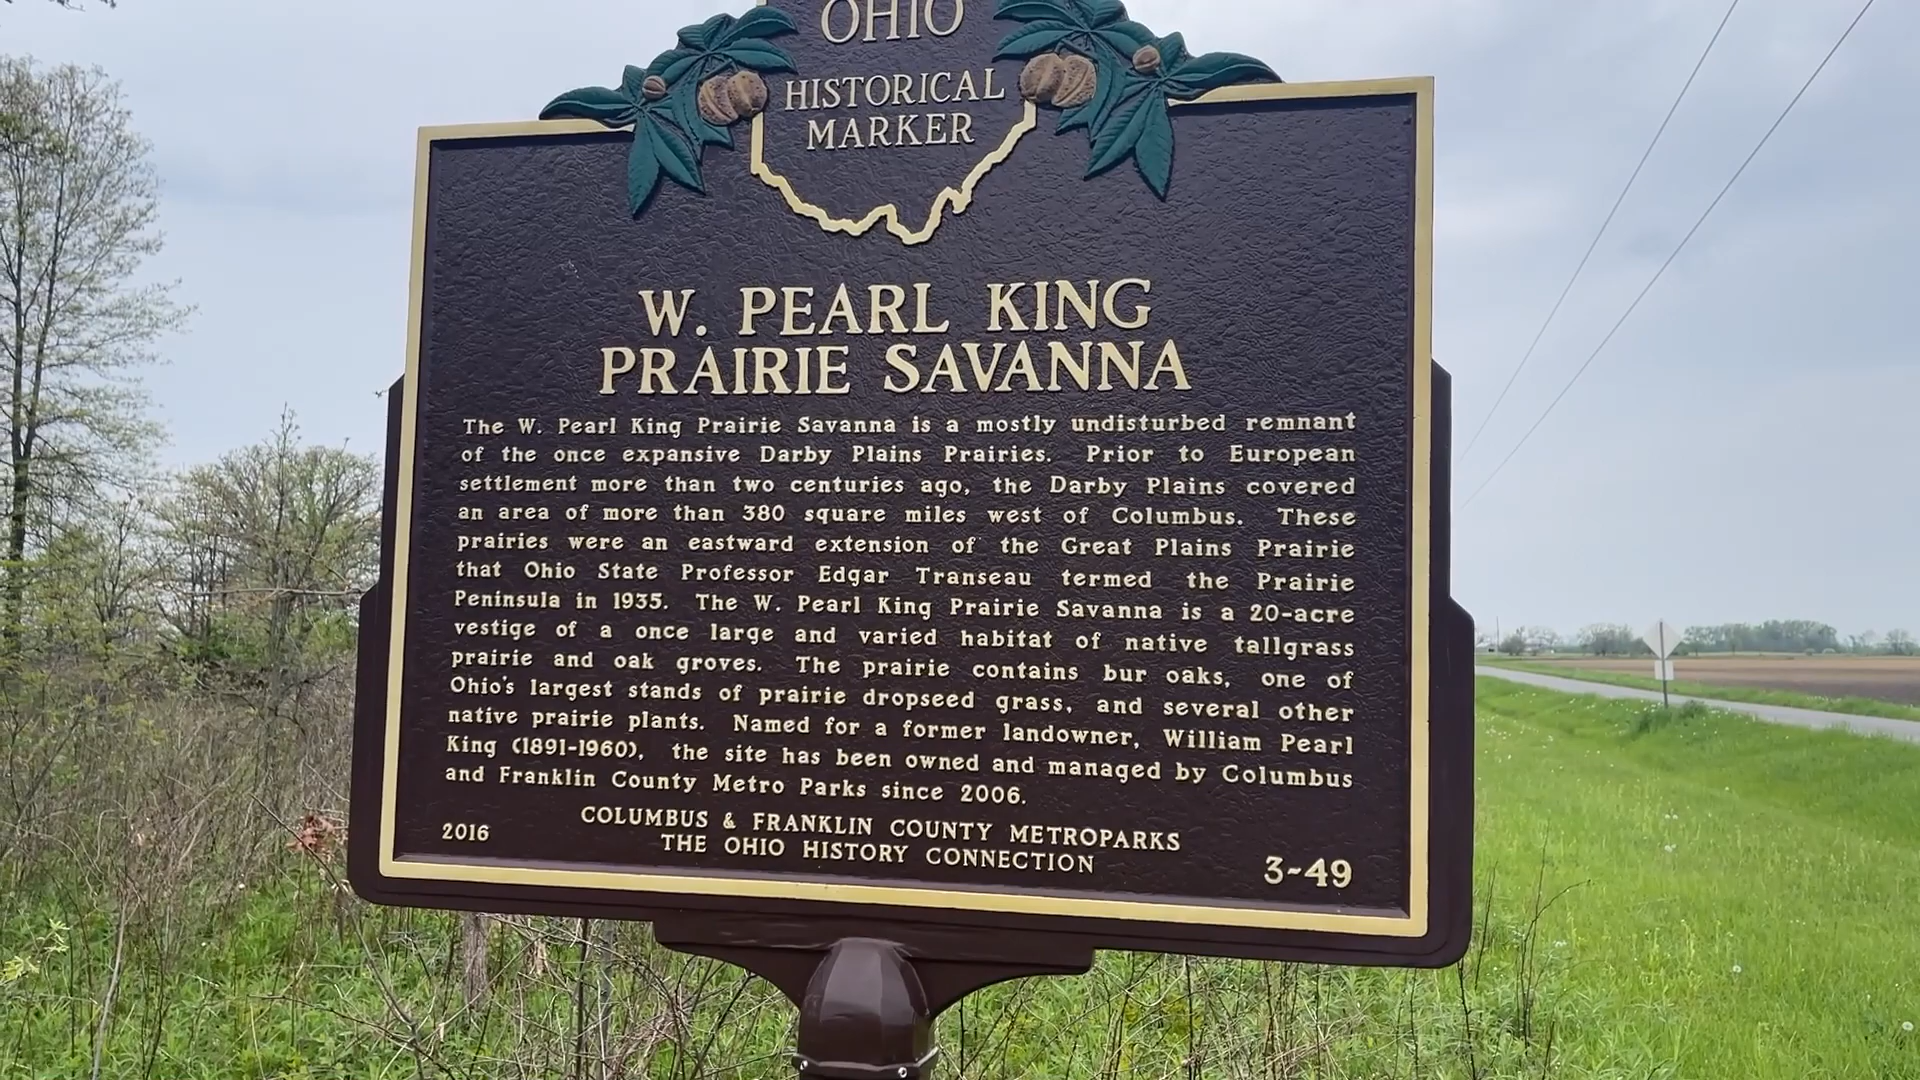 OHIO
HISTORICAL
MARKER
W. PEARL KING
PRAIRIE SAVANNA
The W. Pearl King Prairie Savanna is a mostly undisturbed remnant
of the once expansive Darby Plains Prairies. Prior to European
settlement more than two centuries ago, the Darby Plains covered
an area of more than 380 square miles west of Columbus. These
prairies were an eastward extension of the Great Plains Prairie
that Ohio State Professor Edgar Transeau termed the Prairie
Peninsula in 1935. The W. Pearl King Prairie Savanna is a 20-acre
vestige of a once large and varied habitat of native tallgrass
prairie and oak groves. The prairie contains bur oaks, one of
Ohio's largest stands of prairie dropseed grass, and several other
native prairie plants. Named for a former landowner, William Pearl
King (1891-1960), the site has been owned and managed by Columbus
and Franklin County Metro Parks since 2006.
COLUMBUS & FRANKLIN COUNTY METROPARKS
THE OHIO HISTORY CONNECTION
2016
3-49